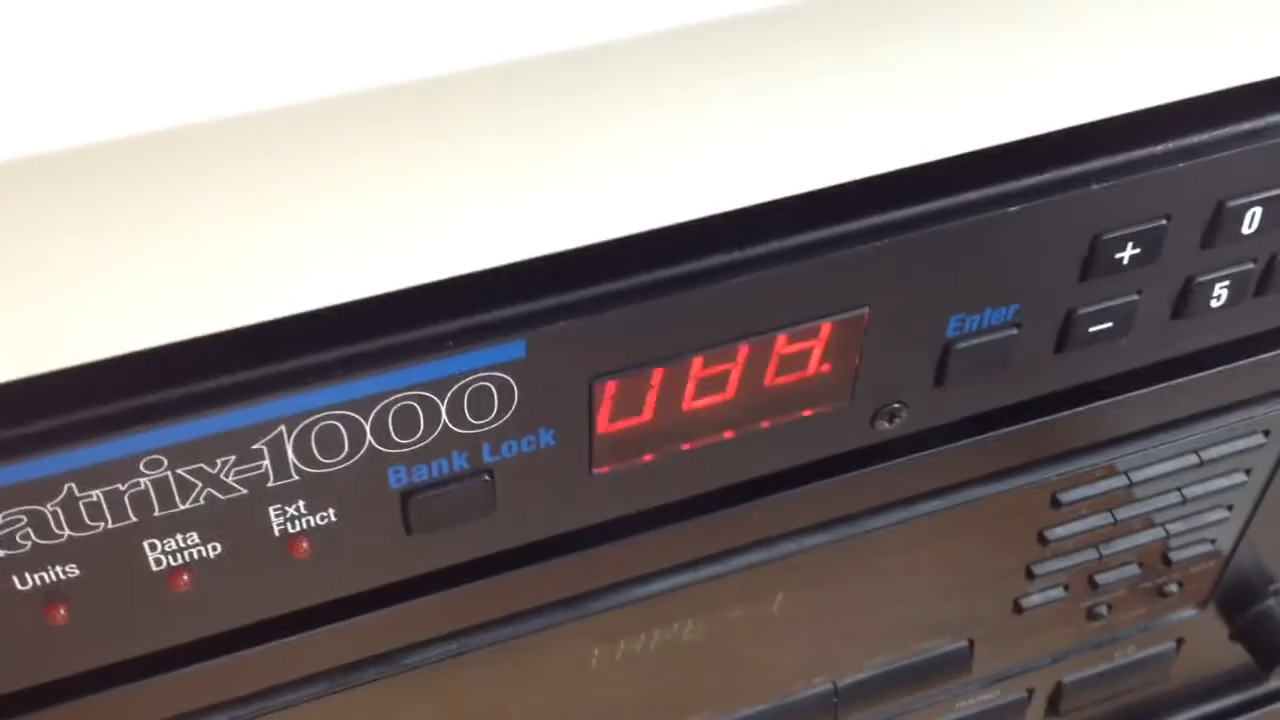 atrix-1000
Bank Lock
Enter
+
0
−
5
Units
Data
Dump
Ext
Funct